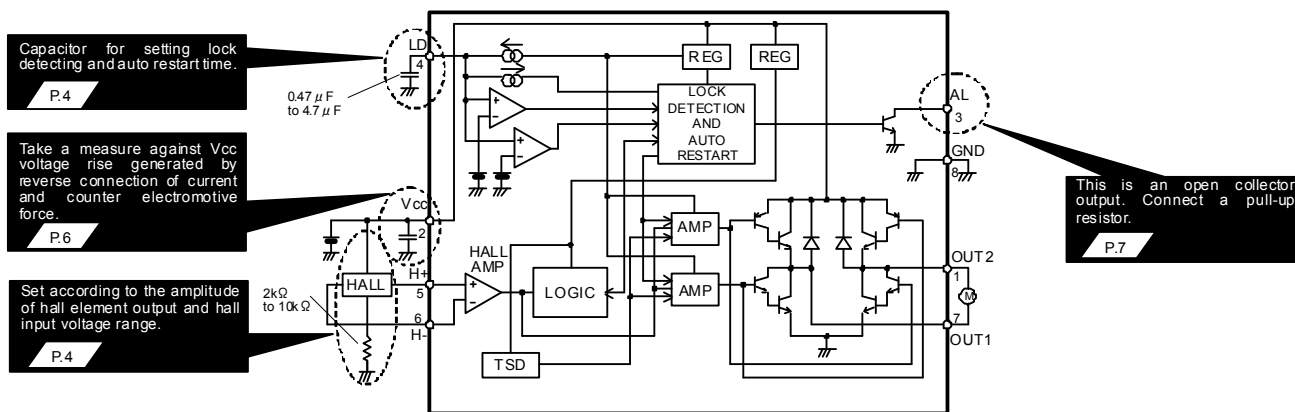 Capacitor for setting lock
detecting and auto restart time.
P.4
Take a measure against Vcc
voltage rise generated by
reverse connection of current
and counter electromotive
force.
P.6
Set according to the amplitude
of hall element output and hall
input voltage range.
P.4
LD
4
0.47μF
to 4.7μF
Vcc
2
H+
5
HALL
6
H-
2kΩ
to 10kΩ
REG
REG
LOCK
DETECTION
AND
AUTO
RESTART
+
-
+
-
HALL
AMP
+
-
LOGIC
TSD
AMP
AMP
AL
3
GND
8
OUT2
1
M
7
OUT1
This is an open collector
output. Connect a pull-up
resistor.
P.7